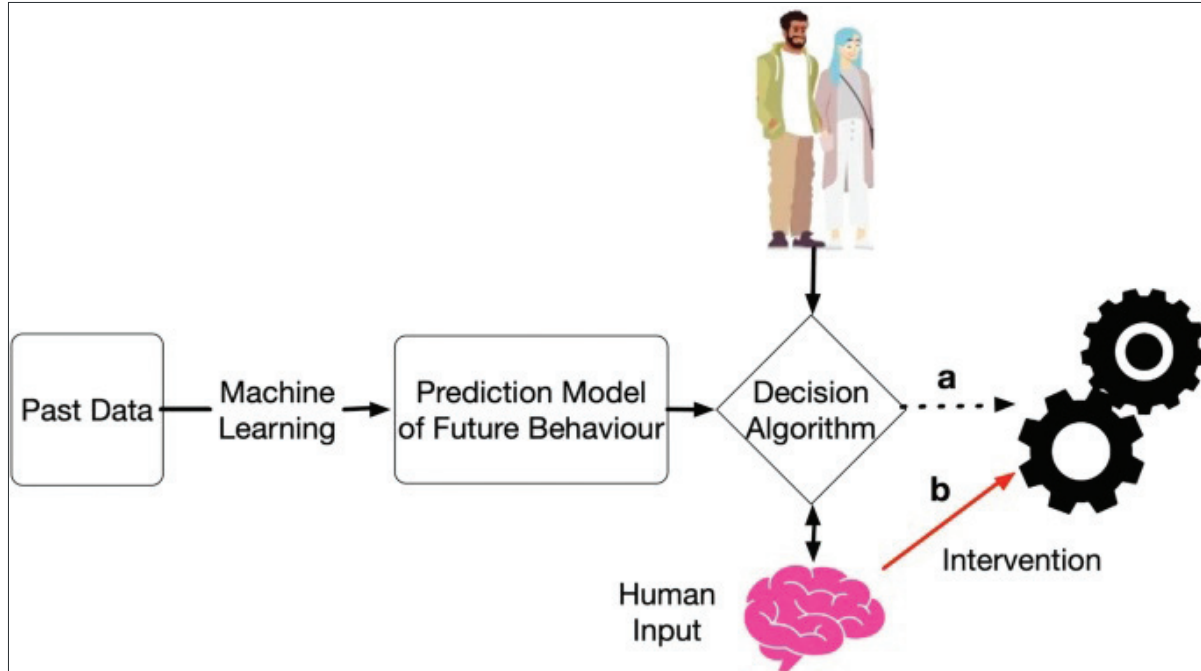 Past Data
Machine
Learning
Prediction Model
of Future Behaviour
Decision
Algorithm
a
b
Intervention
Human
Input